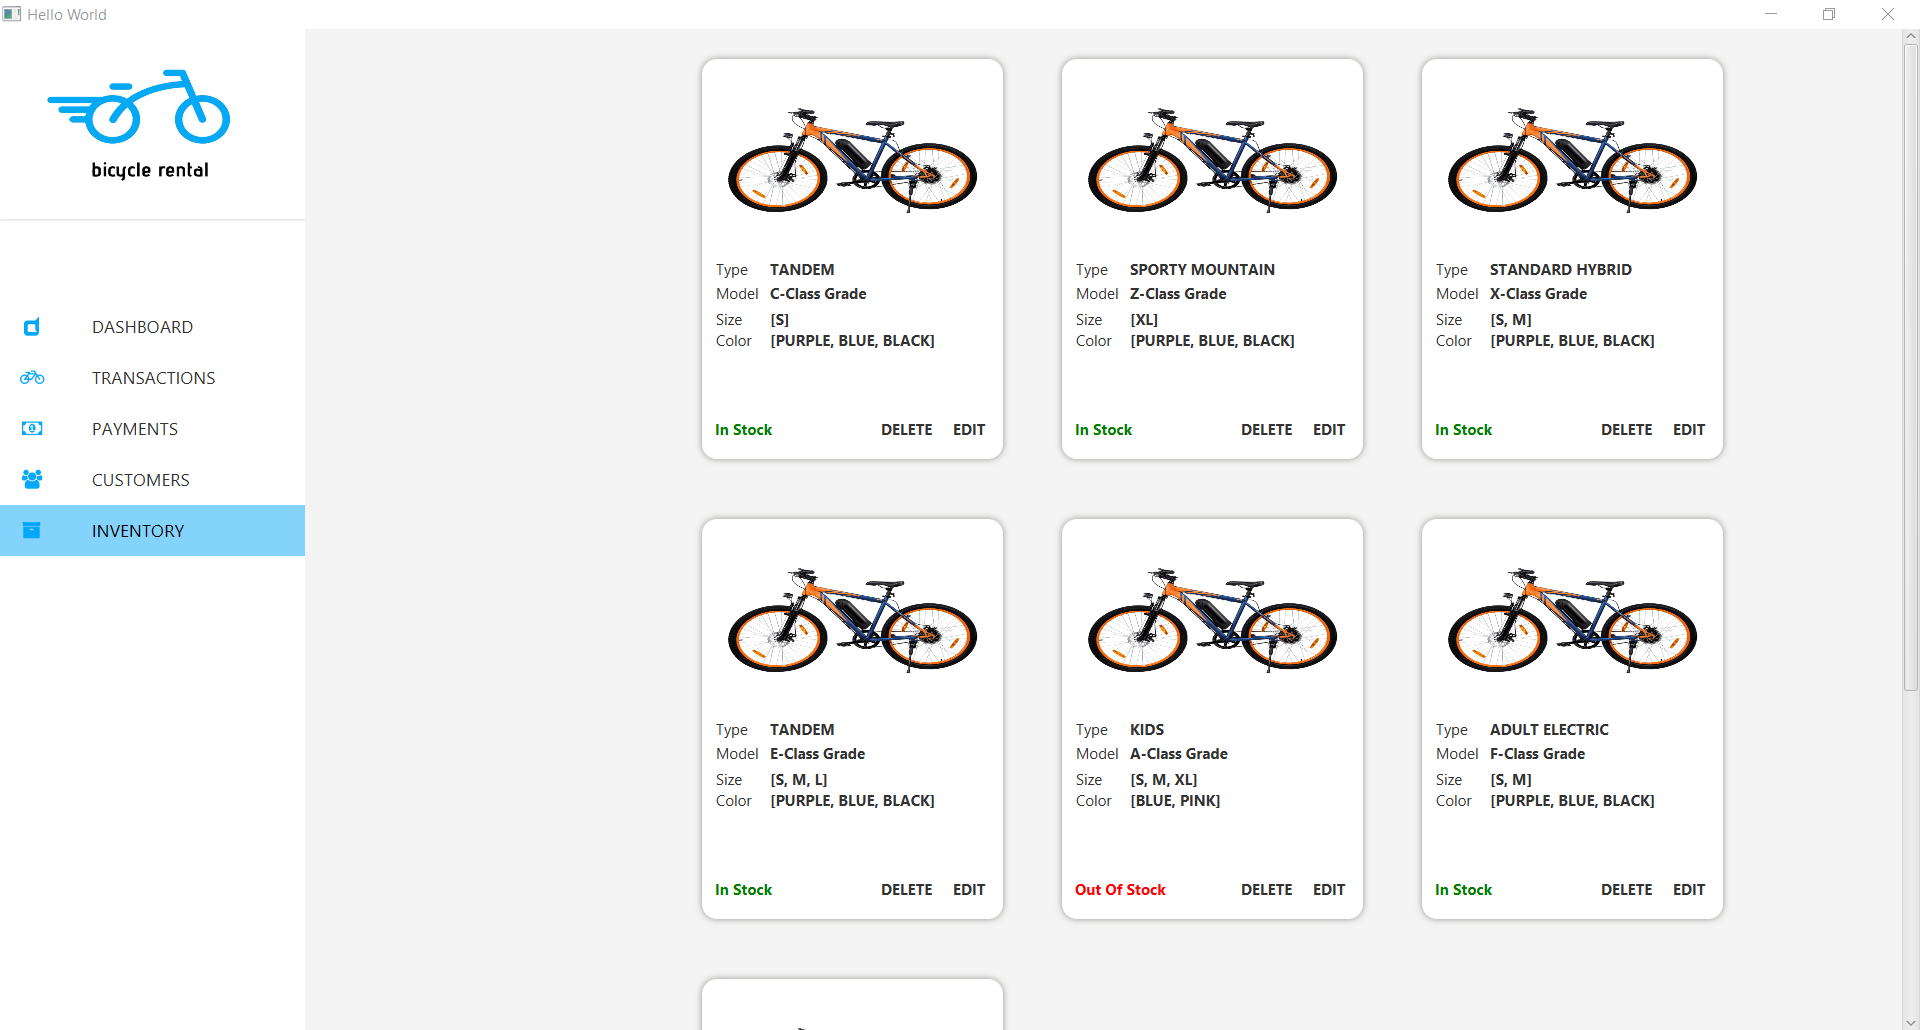 Hello World
bicycle rental
DASHBOARD
TRANSACTIONS
PAYMENTS
CUSTOMERS
INVENTORY
Type TANDEM
Model C-Class Grade
Size [S]
Color [PURPLE, BLUE, BLACK]
In Stock DELETE EDIT
Type SPORTY MOUNTAIN
Model Z-Class Grade
Size [XL]
Color [PURPLE, BLUE, BLACK]
In Stock DELETE EDIT
Type STANDARD HYBRID
Model X-Class Grade
Size [S, M]
Color [PURPLE, BLUE, BLACK]
In Stock DELETE EDIT
Type TANDEM
Model E-Class Grade
Size [S, M, L]
Color [PURPLE, BLUE, BLACK]
In Stock DELETE EDIT
Type KIDS
Model A-Class Grade
Size [S, M, XL]
Color [BLUE, PINK]
Out Of Stock DELETE EDIT
Type ADULT ELECTRIC
Model F-Class Grade
Size [S, M]
Color [PURPLE, BLUE, BLACK]
In Stock DELETE EDIT